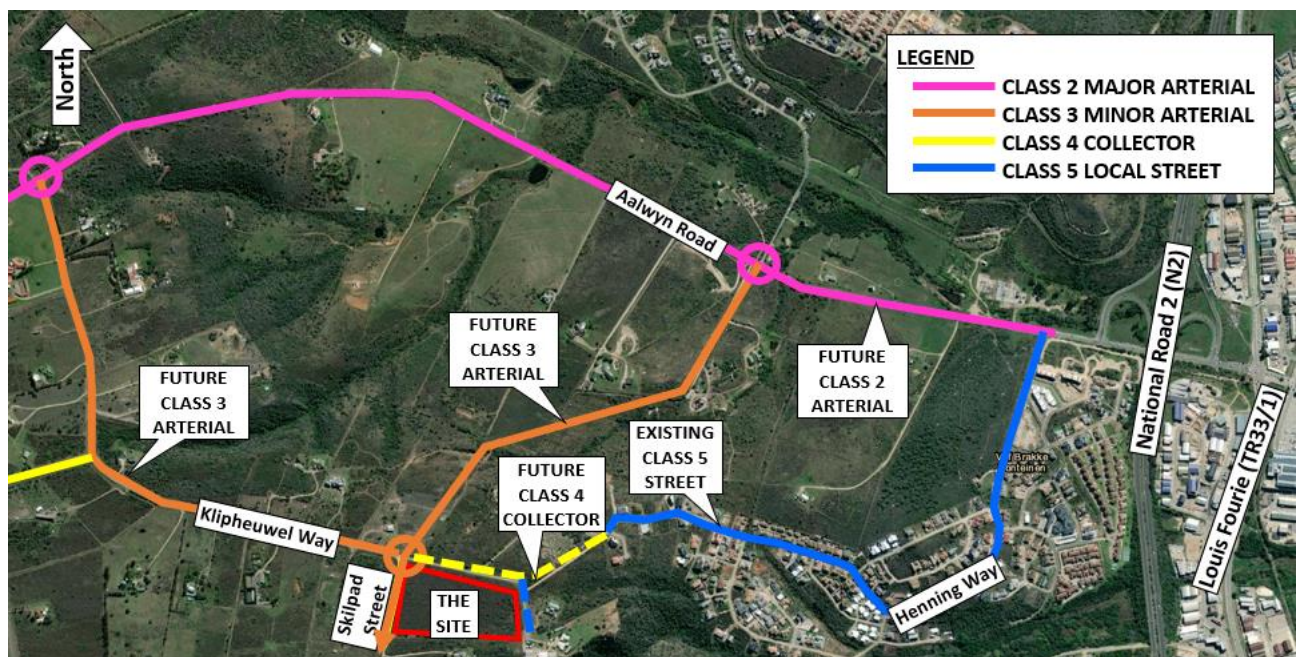 North
LEGEND
CLASS 2 MAJOR ARTERIAL
CLASS 3 MINOR ARTERIAL
CLASS 4 COLLECTOR
CLASS 5 LOCAL STREET
Aalwyn Road
National Road 2 (N2)
Louis Fourie (TR33/1)
FUTURE
CLASS 3
ARTERIAL
FUTURE
CLASS 2
ARTERIAL
FUTURE
CLASS 3
ARTERIAL
EXISTING
CLASS 5
STREET
FUTURE
CLASS 4
COLLECTOR
Klipheuwel Way
Skilpad
Street
THE
SITE
Henning Way